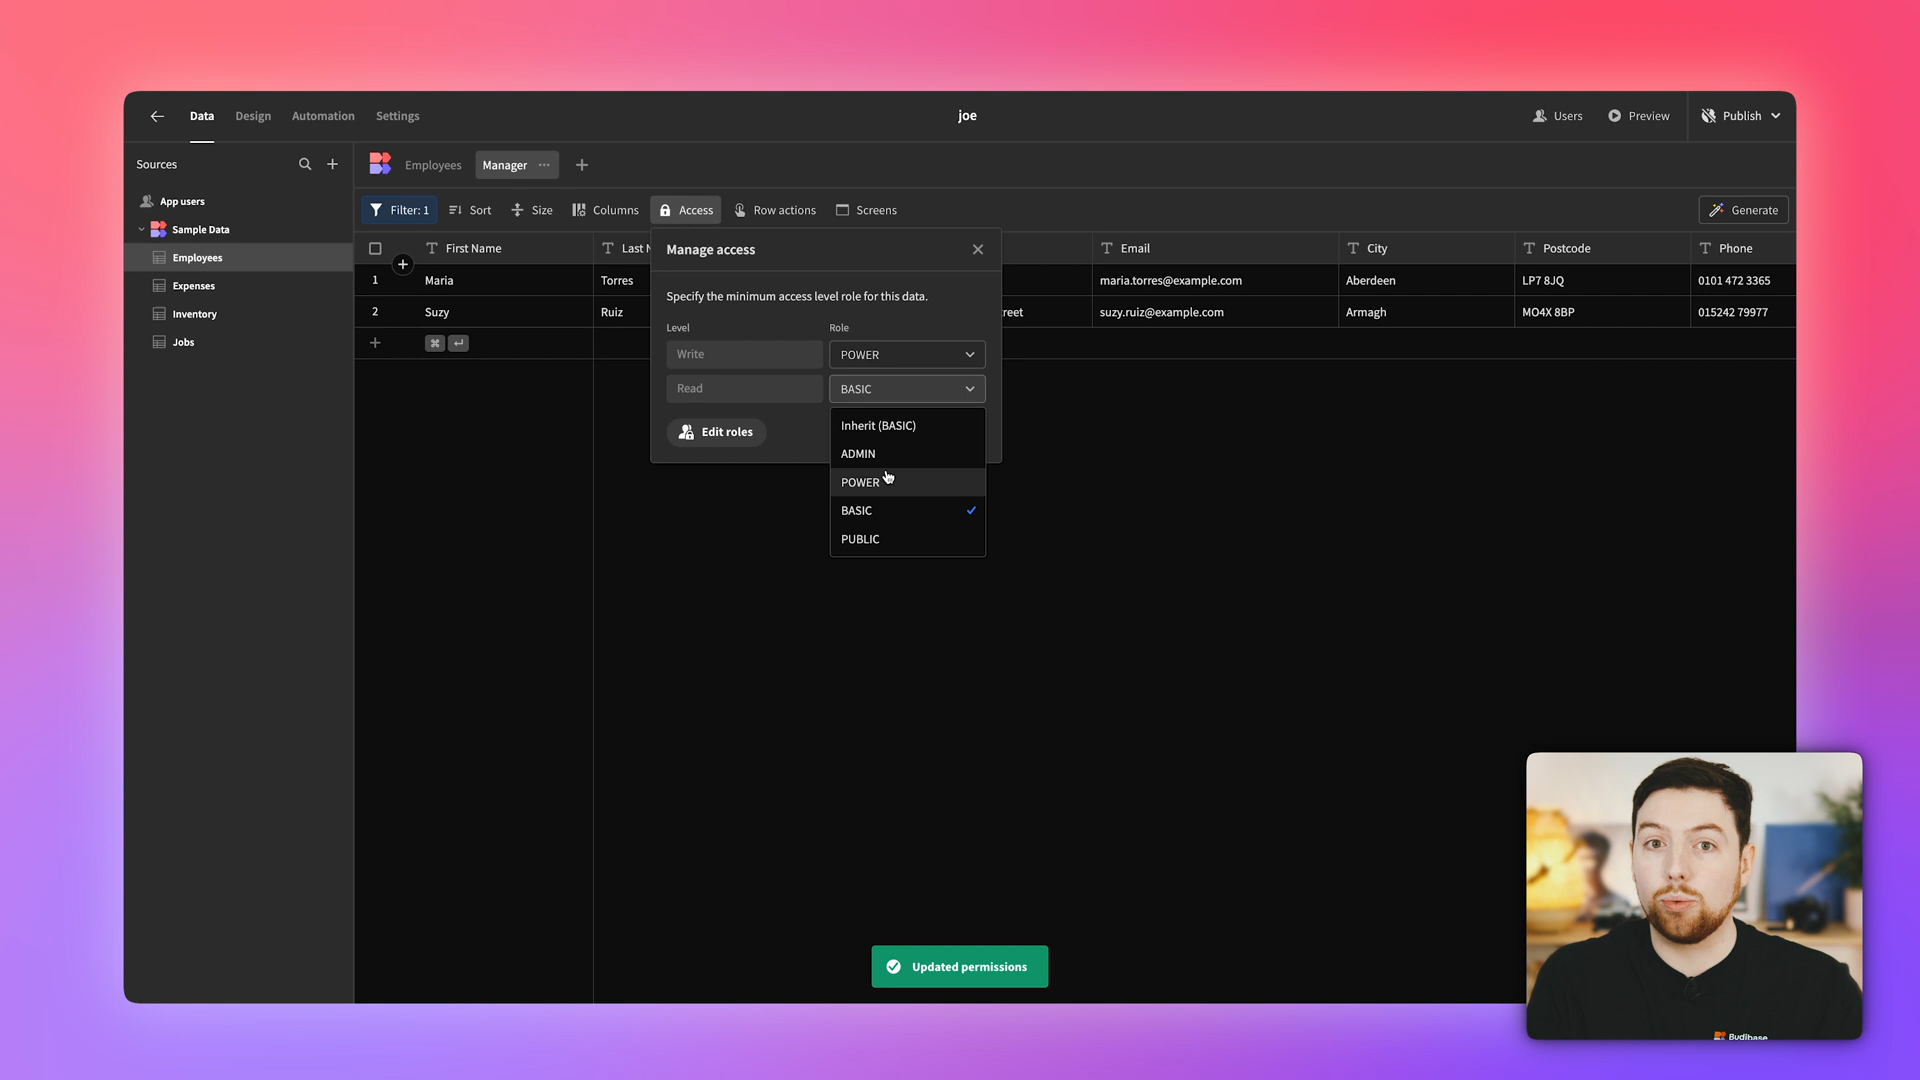 Data Design Automation Settings
joe
Users Preview Publish
Sources
Employees Manager
App users
Sample Data
Employees
Expenses
Inventory
Jobs
Filter: 1 Sort Size Columns Access Row actions Screens Generate
First Name Last N Email City Postcode Phone
1 Maria Torres maria.torres@example.com Aberdeen LP7 8JQ 0101 472 3365
2 Suzy Ruiz reet suzy.ruiz@example.com Armagh MO4X 8BP 015242 79977
Manage access
Specify the minimum access level role for this data.
Level Role
Write POWER
Read BASIC
Edit roles
Inherit (BASIC)
ADMIN
POWER
BASIC
PUBLIC
Updated permissions
Budibase